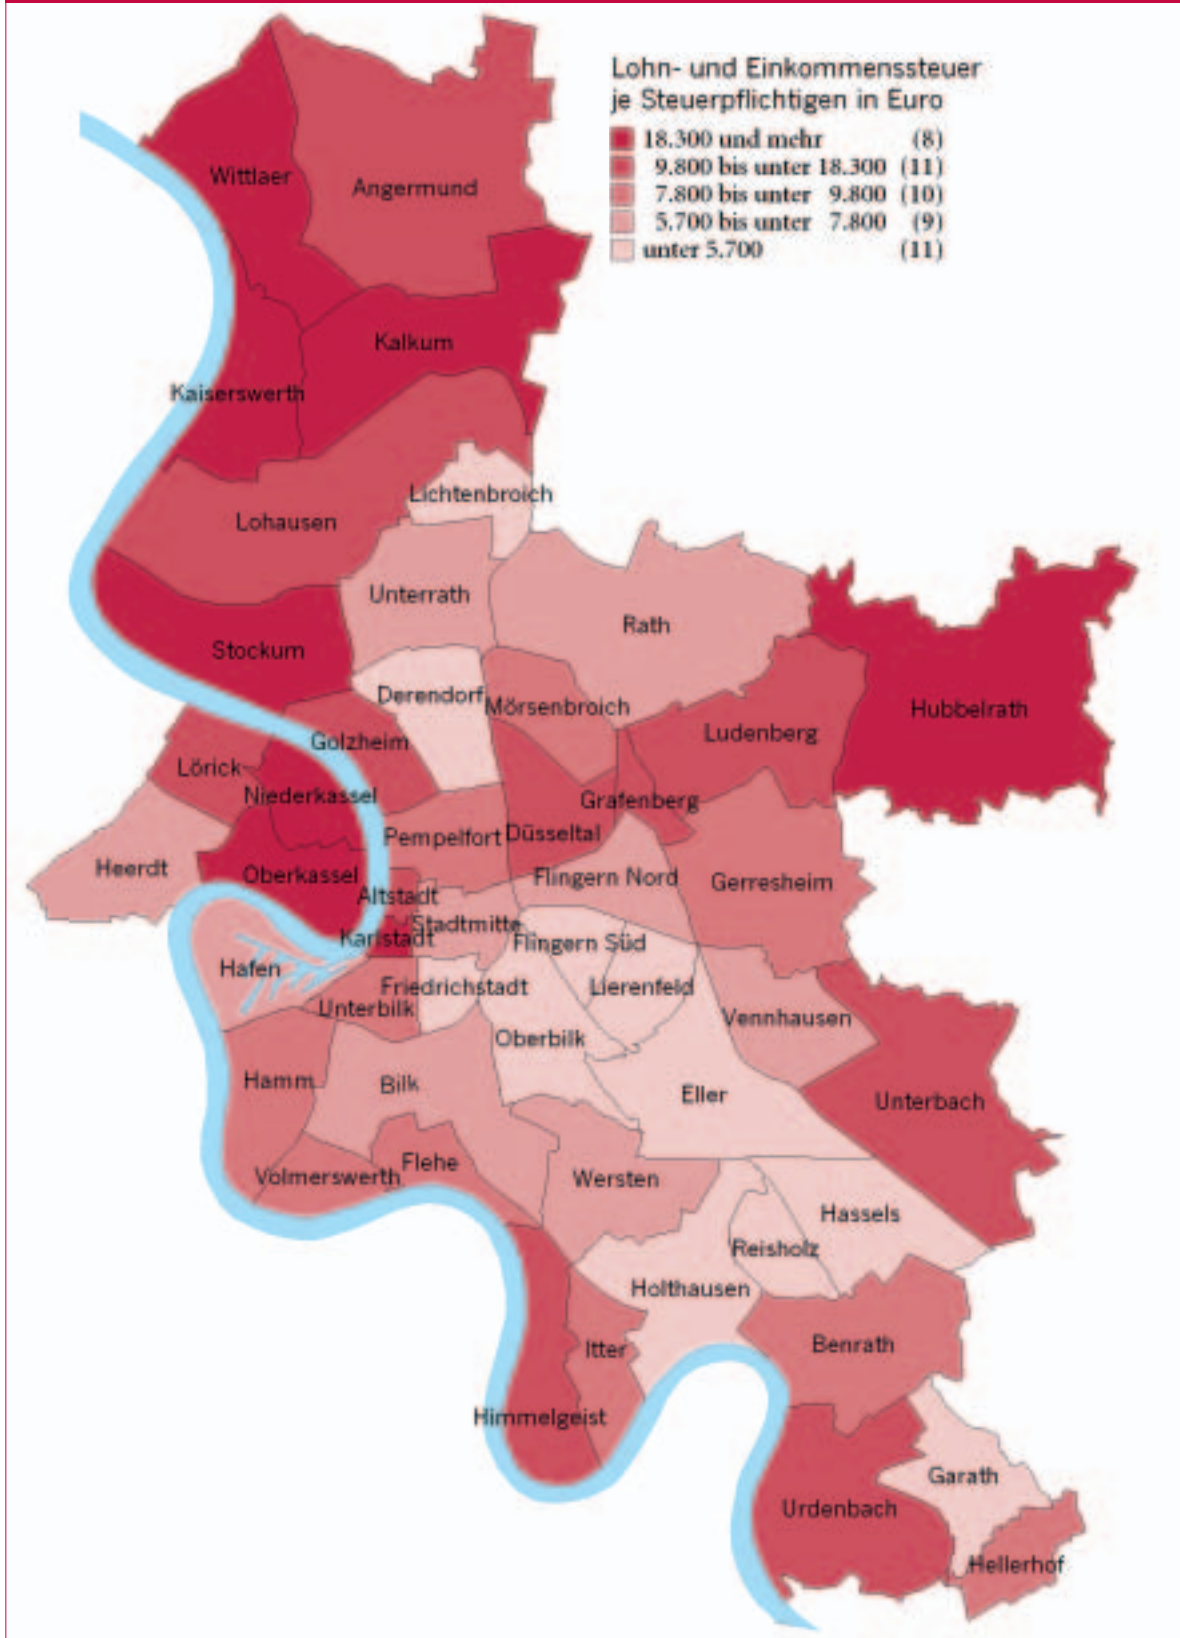 Lohn- und Einkommenssteuer
je Steuerpflichtigen in Euro
18.300 und mehr (8)
9.800 bis unter 18.300 (11)
7.800 bis unter 9.800 (10)
5.700 bis unter 7.800 (9)
unter 5.700 (11)
Wittlaer
Angermund
Kalkum
Kaiserswerth
Lichtenbroich
Lohausen
Unterrath
Rath
Stockum
Derendorf
Mörsenbroich
Hubbelrath
Ludenberg
Golzheim
Lörick
Niederkassel
Grafenberg
Pempelfort
Düsseltal
Heerdt
Oberkassel
Flingern Nord
Gerresheim
Altstadt
Stadtmitte
Karlstadt
Flingern Süd
Hafen
Friedrichstadt
Lierenfeld
Unterbilk
Vennhausen
Oberbilk
Hamm
Bilk
Eller
Unterbach
Flehe
Volmerswerth
Wersten
Hassels
Reisholz
Holthausen
Itter
Benrath
Himmelgeist
Garath
Urdenbach
Hellerhof